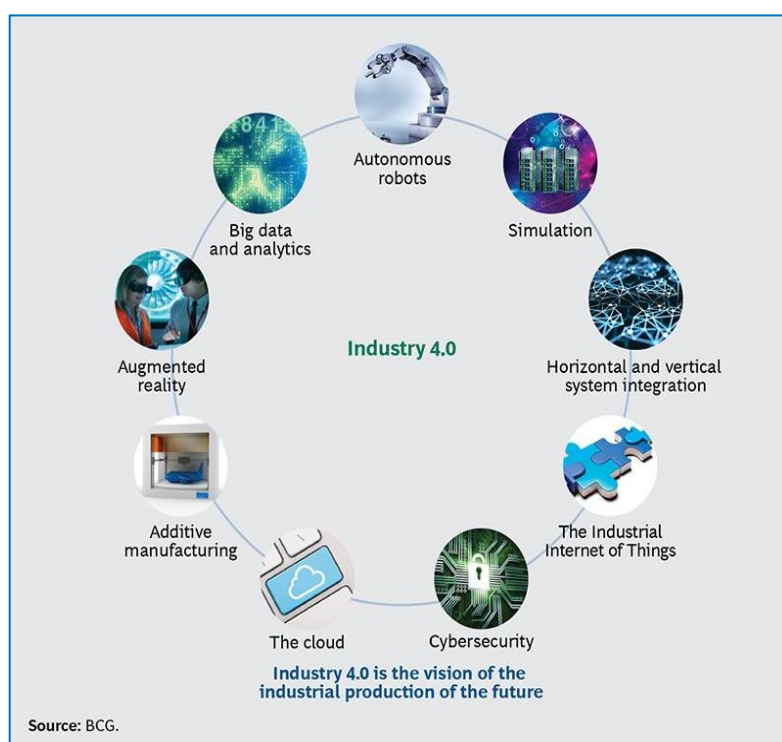 8415
Autonomous
robots
Simulation
Horizontal and vertical
system integration
The Industrial
Internet of Things
Cybersecurity
The cloud
Additive
manufacturing
Augmented
reality
Big data
and analytics
Industry 4.0
Industry 4.0 is the vision of the
industrial production of the future
Source: BCG.